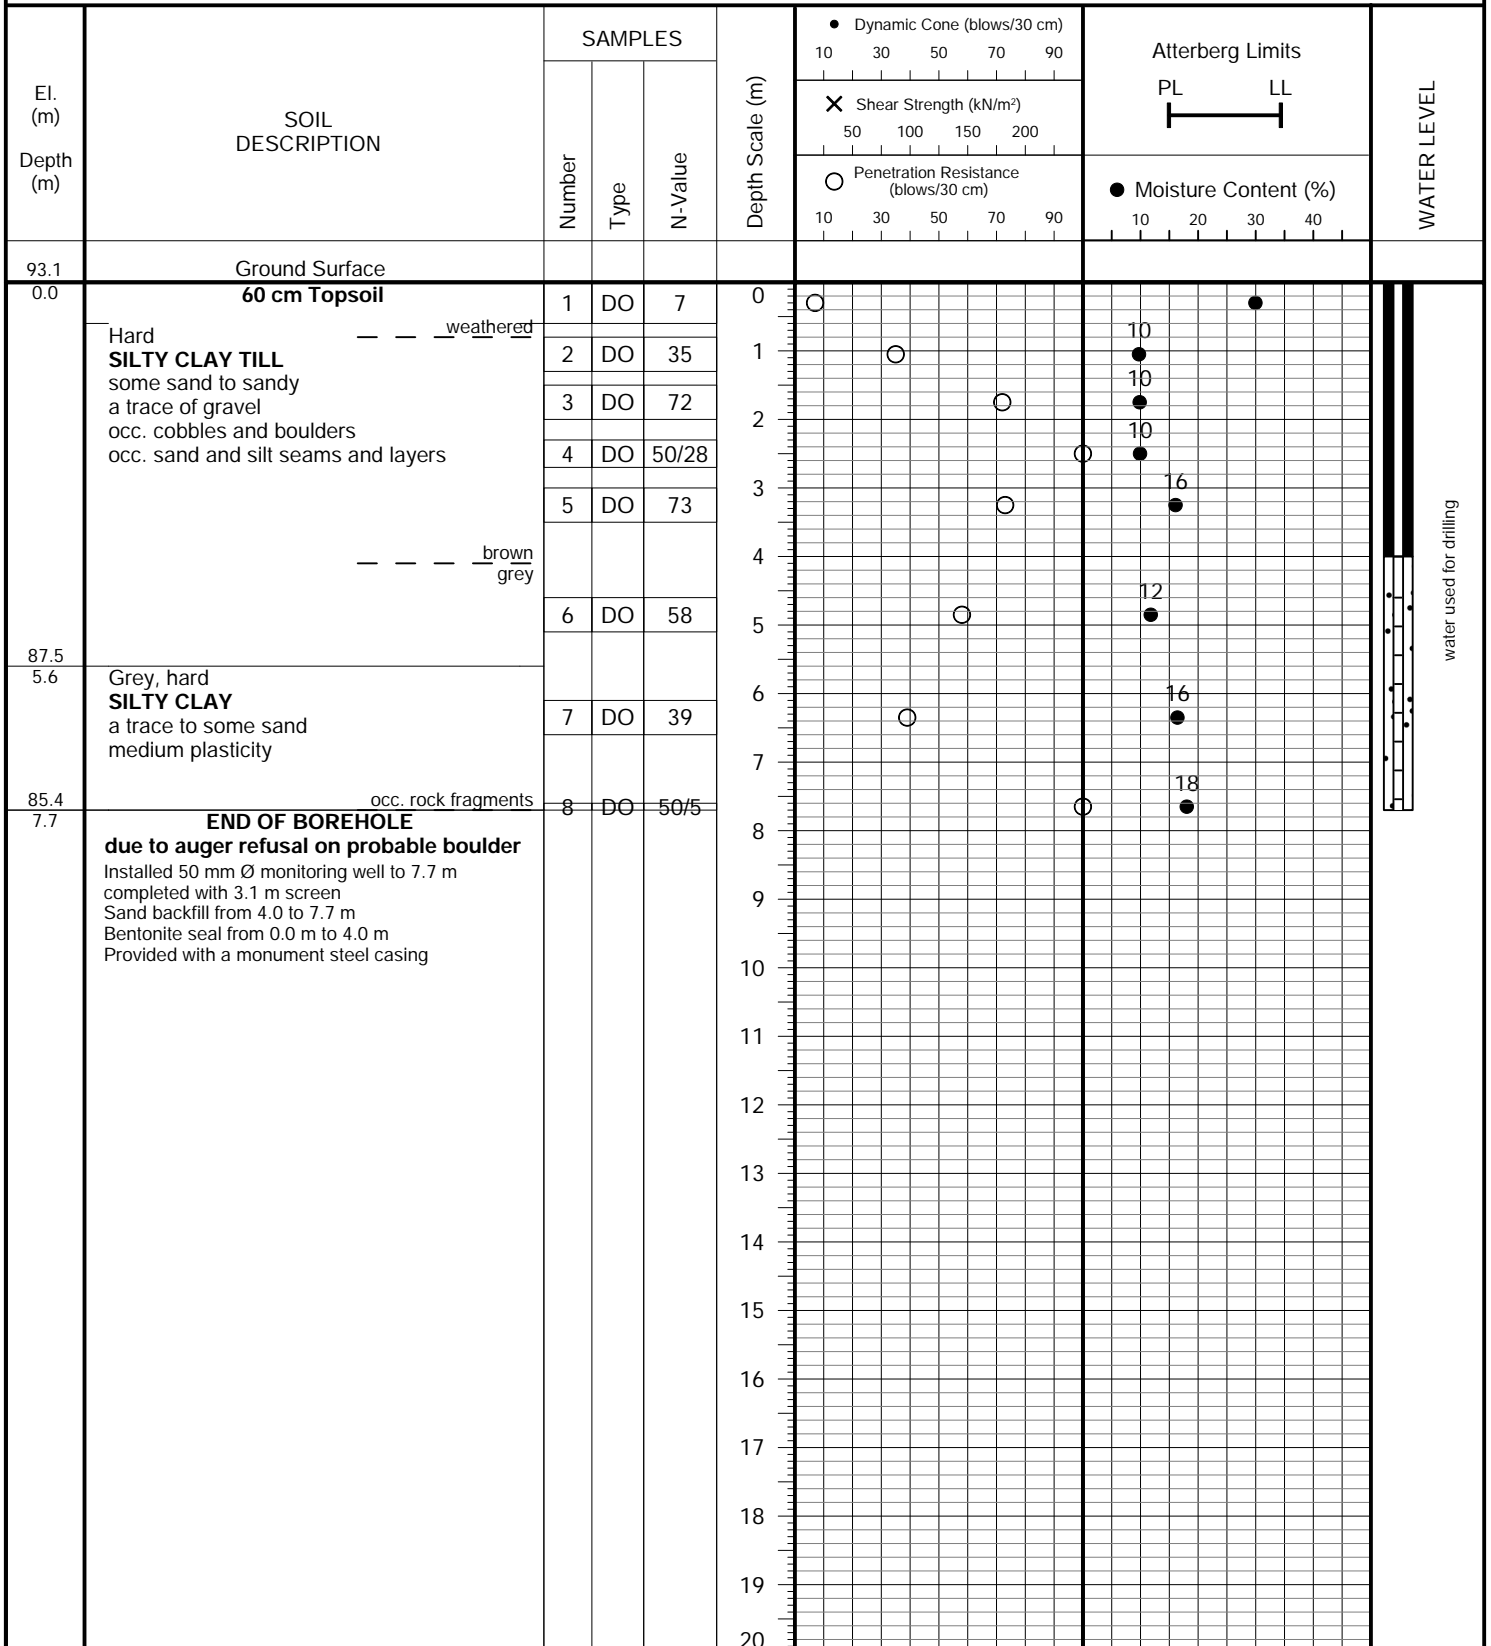 El.
(m)
Depth
(m)
SOIL
DESCRIPTION
SAMPLES
Number
Type
N-Value
Depth Scale (m)
Dynamic Cone (blows/30 cm)
10 30 50 70 90
Shear Strength (kN/m²)
50 100 150 200
Penetration Resistance
(blows/30 cm)
10 30 50 70 90
Atterberg Limits
PL LL
Moisture Content (%)
10 20 30 40
WATER LEVEL
93.1 Ground Surface
0.0 60 cm Topsoil
1 DO 7
0
weathered
Hard
SILTY CLAY TILL
some sand to sandy
a trace of gravel
occ. cobbles and boulders
occ. sand and silt seams and layers
2 DO 35
1
10
3 DO 72
10
2
4 DO 50/28
10
3
5 DO 73
16
brown
grey
4
6 DO 58
12
5
water used for drilling
87.5
5.6
Grey, hard
SILTY CLAY
a trace to some sand
medium plasticity
6
7 DO 39
16
7
occ. rock fragments
85.4
7.7
8 DO 50/5
18
8
END OF BOREHOLE
due to auger refusal on probable boulder
Installed 50 mm Ø monitoring well to 7.7 m
completed with 3.1 m screen
Sand backfill from 4.0 to 7.7 m
Bentonite seal from 0.0 m to 4.0 m
Provided with a monument steel casing
9
10
11
12
13
14
15
16
17
18
19
20